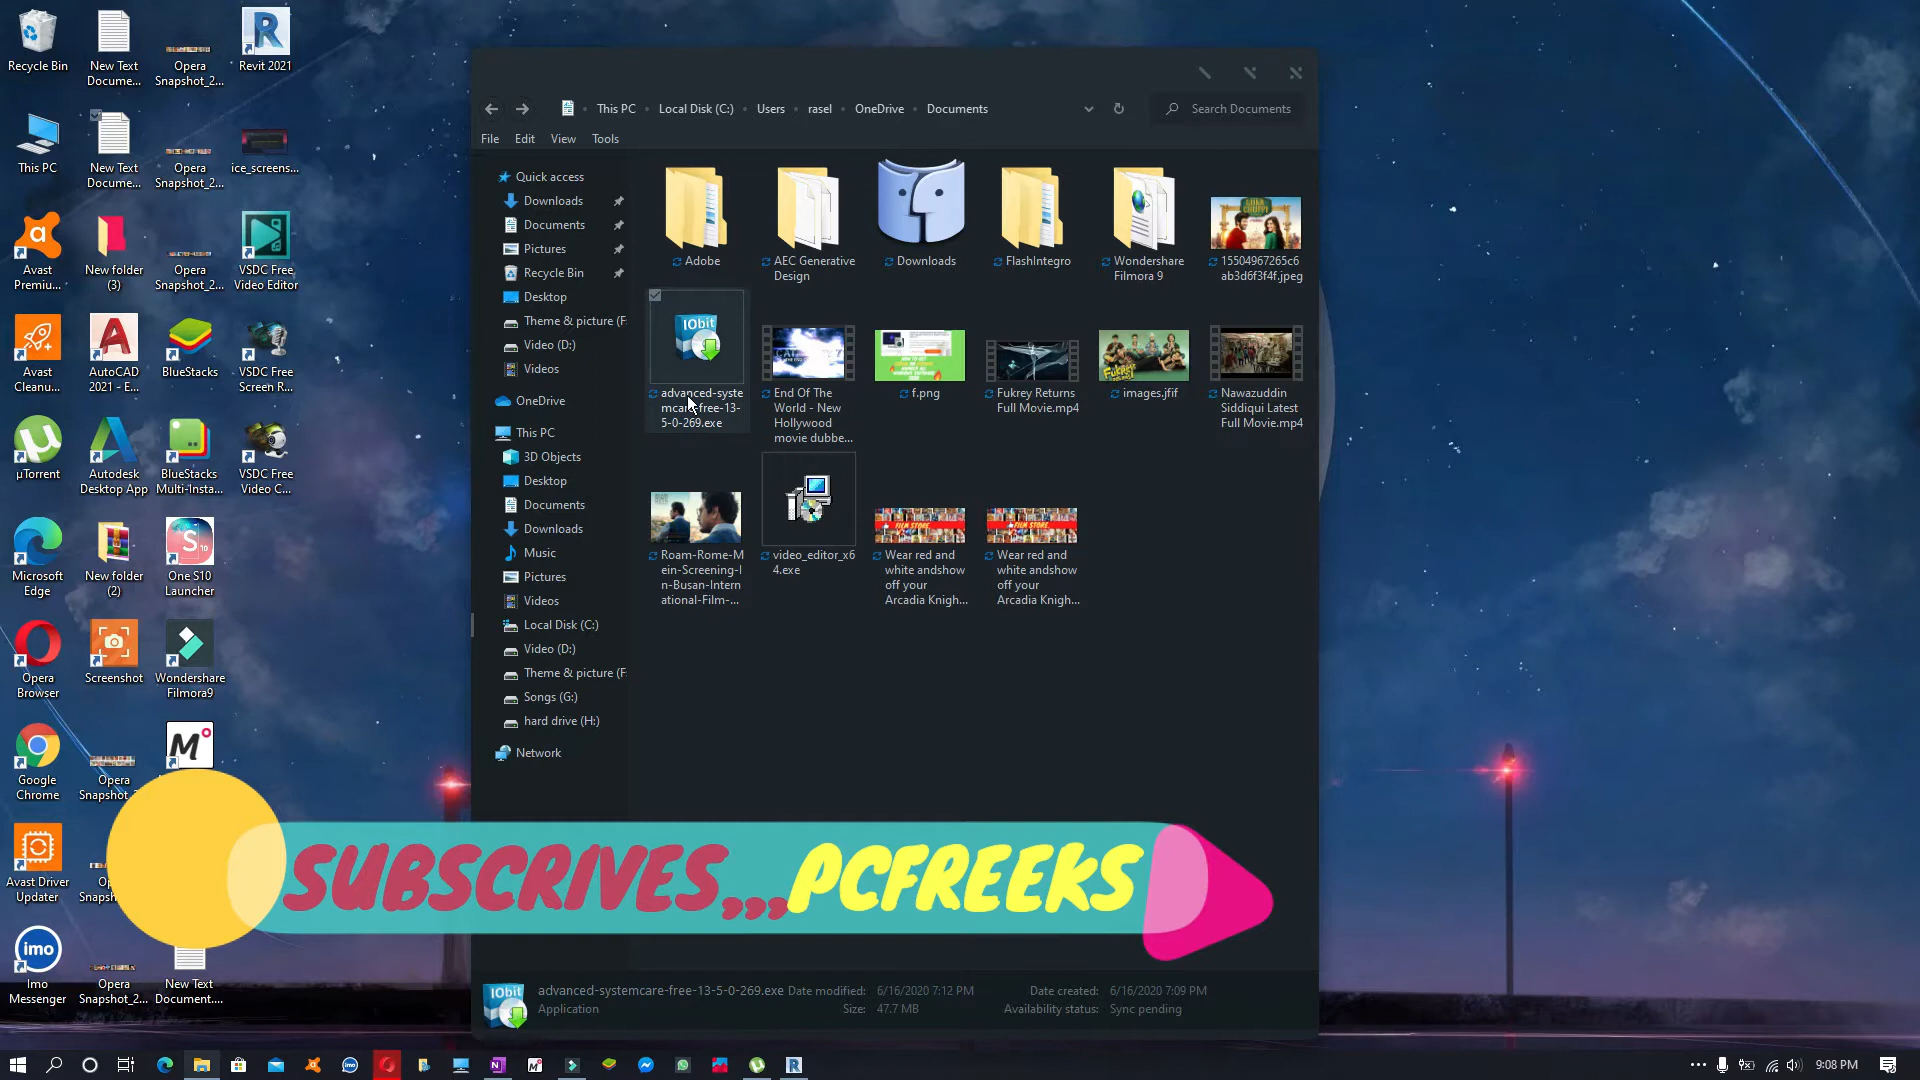 Recycle Bin
New Text
Docume...
Opera
Snapshot_2...
Revit 2021
This PC
New Text
Docume...
Opera
Snapshot_2...
ice_screens...
Avast
Premiu...
New folder
(3)
Opera
Snapshot_2...
VSDC Free
Video Editor
Avast
Cleanu...
AutoCAD
2021 - E...
BlueStacks
VSDC Free
Screen R...
µTorrent
Autodesk
Desktop App
BlueStacks
Multi-Insta...
VSDC Free
Video C...
Microsoft
Edge
New folder
(2)
One S10
Launcher
Opera
Browser
Screenshot
Wondershare
Filmora9
Google
Chrome
Opera
Snapshot_2...
Avast Driver
Updater
Imo
Messenger
Opera
Snapshot_2...
New Text
Document....
This PC
Local Disk (C:)
Users
rasel
OneDrive
Documents
Search Documents
File
Edit
View
Tools
Quick access
Downloads
Documents
Pictures
Recycle Bin
Desktop
Theme & picture (F:
Video (D:)
Videos
OneDrive
This PC
3D Objects
Desktop
Documents
Downloads
Music
Pictures
Videos
Local Disk (C:)
Video (D:)
Theme & picture (F:
Songs (G:)
hard drive (H:)
Network
Adobe
AEC Generative
Design
Downloads
FlashIntegro
Wondershare
Filmora 9
15504967265c6
ab3d6f3f4f.jpeg
IObit
advanced-syste
mcare-free-13-
5-0-269.exe
End Of The
World - New
Hollywood
movie dubbe...
f.png
Fukrey Returns
Full Movie.mp4
images.jfif
Nawazuddin
Siddiqui Latest
Full Movie.mp4
Roam-Rome-M
ein-Screening-I
n-Busan-Intern
ational-Film-...
video_editor_x6
4.exe
Wear red and
white andshow
off your
Arcadia Knigh...
Wear red and
white andshow
off your
Arcadia Knigh...
SUBSCRIVES,,,PCFREEKS
IObit
advanced-systemcare-free-13-5-0-269.exe
Date modified: 6/16/2020 7:12 PM
Date created: 6/16/2020 7:09 PM
Application
Size: 47.7 MB
Availability status: Sync pending
9:08 PM